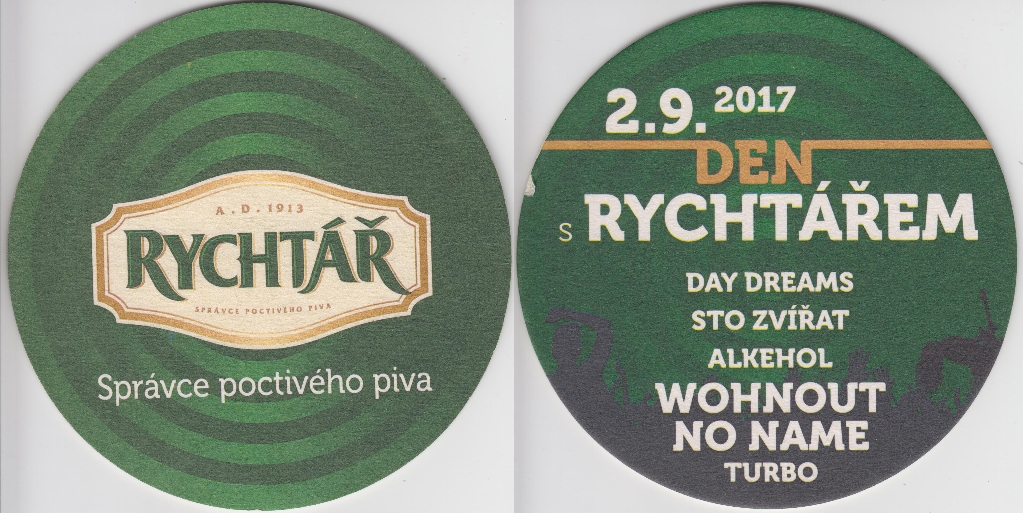 A.D. 1913
RYCHTÁŘ
SPRÁVCE POCTIVÉHO PIVA
Správce poctivého piva
2.9. 2017
DEN
S RYCHTÁŘEM
DAY DREAMS
STO ZVÍŘAT
ALKEHOL
WOHNOUT
NO NAME
TURBO